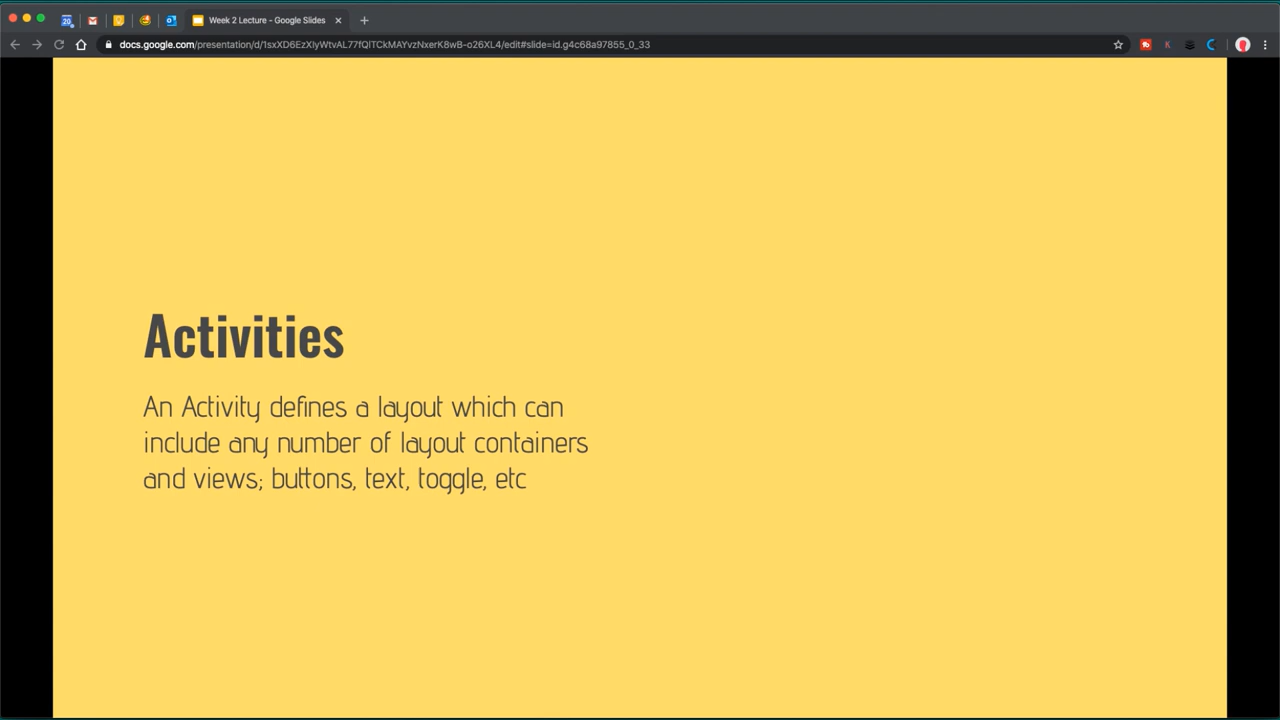 20
Week 2 Lecture - Google Slides
docs.google.com/presentation/d/1sxXD6EzXIyWtvAL77fQlTCkMAYvzNxerK8wB-o26XL4/edit#slide=id.g4c68a97855_0_33
Activities
An Activity defines a layout which can
include any number of layout containers
and views; buttons, text, toggle, etc